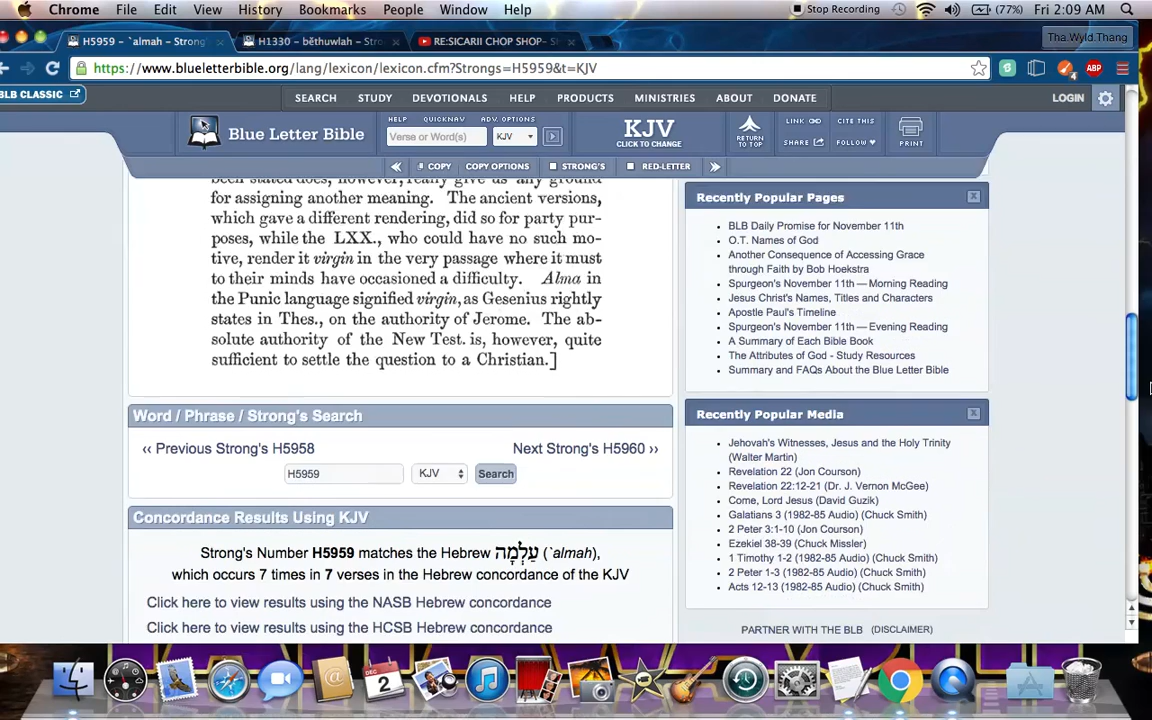 Chrome File Edit View History Bookmarks People Window Help Stop Recording (77%) Fri 2:09 AM
H5959 - `almah - Strong H1330 - bĕthuwlah - Stro RE:SICARII CHOP SHOP- S Tha.Wyld.Thang
https://www.blueletterbible.org/lang/lexicon/lexicon.cfm?Strongs=H5959&t=KJV ABP 4
BLB CLASSIC SEARCH STUDY DEVOTIONALS HELP PRODUCTS MINISTRIES ABOUT DONATE LOGIN
HELP QUICKNAV ADV. OPTIONS LINK CITE THIS
Blue Letter Bible Verse or Word(s) KJV KJV CLICK TO CHANGE RETURN TO TOP SHARE FOLLOW PRINT
COPY COPY OPTIONS STRONG'S RED-LETTER
been stated does, however, really give us any ground
for assigning another meaning. The ancient versions,
which gave a different rendering, did so for party pur-
poses, while the LXX., who could have no such mo-
tive, render it virgin in the very passage where it must
to their minds have occasioned a difficulty. Alma in
the Punic language signified virgin, as Gesenius rightly
states in Thes., on the authority of Jerome. The ab-
solute authority of the New Test. is, however, quite
sufficient to settle the question to a Christian.]
Word / Phrase / Strong's Search
‹‹ Previous Strong's H5958 Next Strong's H5960 ››
H5959 KJV Search
Concordance Results Using KJV
Strong's Number H5959 matches the Hebrew עַלְמָה (`almah),
which occurs 7 times in 7 verses in the Hebrew concordance of the KJV
Click here to view results using the NASB Hebrew concordance
Click here to view results using the HCSB Hebrew concordance
Recently Popular Pages
BLB Daily Promise for November 11th
O.T. Names of God
Another Consequence of Accessing Grace
through Faith by Bob Hoekstra
Spurgeon's November 11th — Morning Reading
Jesus Christ's Names, Titles and Characters
Apostle Paul's Timeline
Spurgeon's November 11th — Evening Reading
A Summary of Each Bible Book
The Attributes of God - Study Resources
Summary and FAQs About the Blue Letter Bible
Recently Popular Media
Jehovah's Witnesses, Jesus and the Holy Trinity
(Walter Martin)
Revelation 22 (Jon Courson)
Revelation 22:12-21 (Dr. J. Vernon McGee)
Come, Lord Jesus (David Guzik)
Galatians 3 (1982-85 Audio) (Chuck Smith)
2 Peter 3:1-10 (Jon Courson)
Ezekiel 38-39 (Chuck Missler)
1 Timothy 1-2 (1982-85 Audio) (Chuck Smith)
2 Peter 1-3 (1982-85 Audio) (Chuck Smith)
Acts 12-13 (1982-85 Audio) (Chuck Smith)
PARTNER WITH THE BLB (DISCLAIMER)
DEC
2